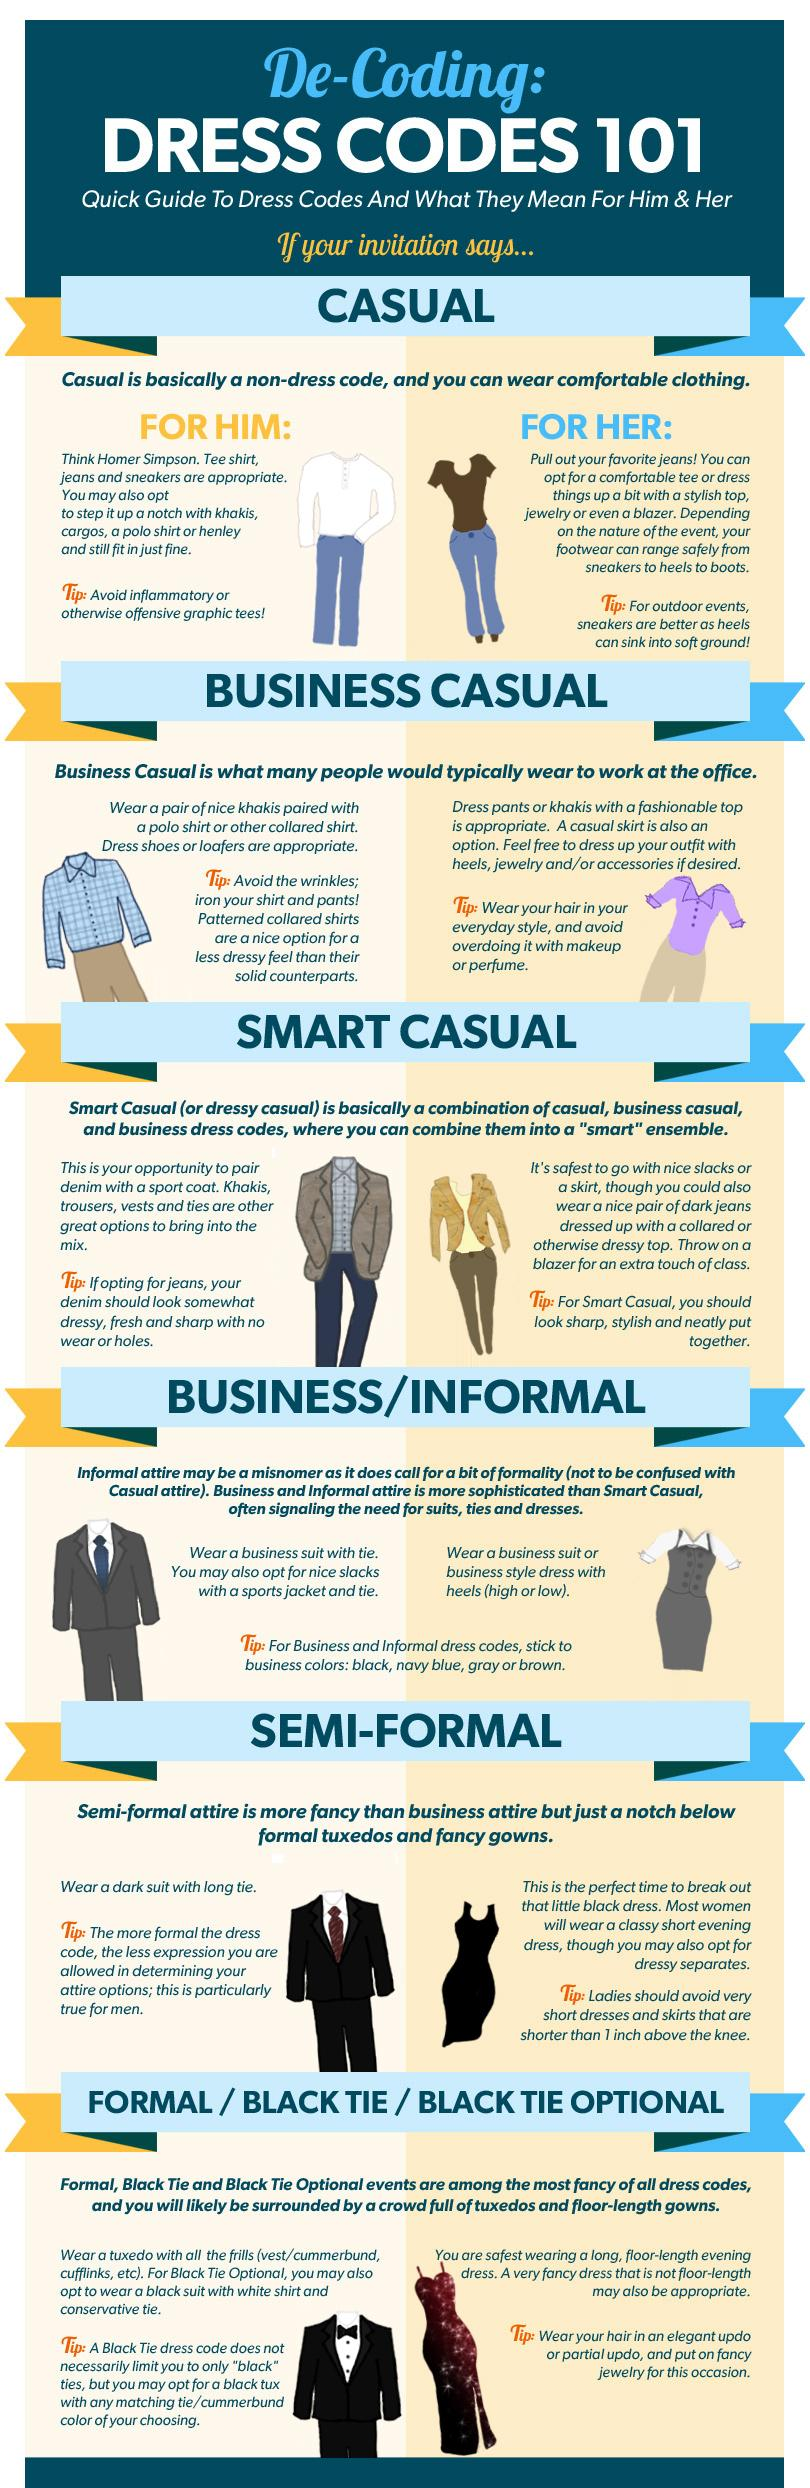 De-Coding:
DRESS CODES 101
Quick Guide To Dress Codes And What They Mean For Him & Her
If your invitation says...
CASUAL
Casual is basically a non-dress code, and you can wear comfortable clothing.
FOR HIM:
Think Homer Simpson. Tee shirt,
jeans and sneakers are appropriate.
You may also opt
to step it up a notch with khakis,
cargos, a polo shirt or henley
and still fit in just fine.
Tip: Avoid inflammatory or
otherwise offensive graphic tees!
FOR HER:
Pull out your favorite jeans! You can
opt for a comfortable tee or dress
things up a bit with a stylish top,
jewelry or even a blazer. Depending
on the nature of the event, your
footwear can range safely from
sneakers to heels to boots.
Tip: For outdoor events,
sneakers are better as heels
can sink into soft ground!
BUSINESS CASUAL
Business Casual is what many people would typically wear to work at the office.
Wear a pair of nice khakis paired with
a polo shirt or other collared shirt.
Dress shoes or loafers are appropriate.
Tip: Avoid the wrinkles;
iron your shirt and pants!
Patterned collared shirts
are a nice option for a
less dressy feel than their
solid counterparts.
Dress pants or khakis with a fashionable top
is appropriate. A casual skirt is also an
option. Feel free to dress up your outfit with
heels, jewelry and/or accessories if desired.
Tip: Wear your hair in your
everyday style, and avoid
overdoing it with makeup
or perfume.
SMART CASUAL
Smart Casual (or dressy casual) is basically a combination of casual, business casual,
and business dress codes, where you can combine them into a "smart" ensemble.
This is your opportunity to pair
denim with a sport coat. Khakis,
trousers, vests and ties are other
great options to bring into the
mix.
Tip: If opting for jeans, your
denim should look somewhat
dressy, fresh and sharp with no
wear or holes.
It's safest to go with nice slacks or
a skirt, though you could also
wear a nice pair of dark jeans
dressed up with a collared or
otherwise dressy top. Throw on a
blazer for an extra touch of class.
Tip: For Smart Casual, you should
look sharp, stylish and neatly put
together.
BUSINESS/INFORMAL
Informal attire may be a misnomer as it does call for a bit of formality (not to be confused with
Casual attire). Business and Informal attire is more sophisticated than Smart Casual,
often signaling the need for suits, ties and dresses.
Wear a business suit with tie.
You may also opt for nice slacks
with a sports jacket and tie.
Wear a business suit or
business style dress with
heels (high or low).
Tip: For Business and Informal dress codes, stick to
business colors: black, navy blue, gray or brown.
SEMI-FORMAL
Semi-formal attire is more fancy than business attire but just a notch below
formal tuxedos and fancy gowns.
Wear a dark suit with long tie.
Tip: The more formal the dress
code, the less expression you are
allowed in determining your
attire options; this is particularly
true for men.
This is the perfect time to break out
that little black dress. Most women
will wear a classy short evening
dress, though you may also opt for
dressy separates.
Tip: Ladies should avoid very
short dresses and skirts that are
shorter than 1 inch above the knee.
FORMAL / BLACK TIE / BLACK TIE OPTIONAL
Formal, Black Tie and Black Tie Optional events are among the most fancy of all dress codes,
and you will likely be surrounded by a crowd full of tuxedos and floor-length gowns.
Wear a tuxedo with all the frills (vest/cummerbund,
cufflinks, etc). For Black Tie Optional, you may also
opt to wear a black suit with white shirt and
conservative tie.
Tip: A Black Tie dress code does not
necessarily limit you to only "black"
ties, but you may opt for a black tux
with any matching tie/cummerbund
color of your choosing.
You are safest wearing a long, floor-length evening
dress. A very fancy dress that is not floor-length
may also be appropriate.
Tip: Wear your hair in an elegant updo
or partial updo, and put on fancy
jewelry for this occasion.